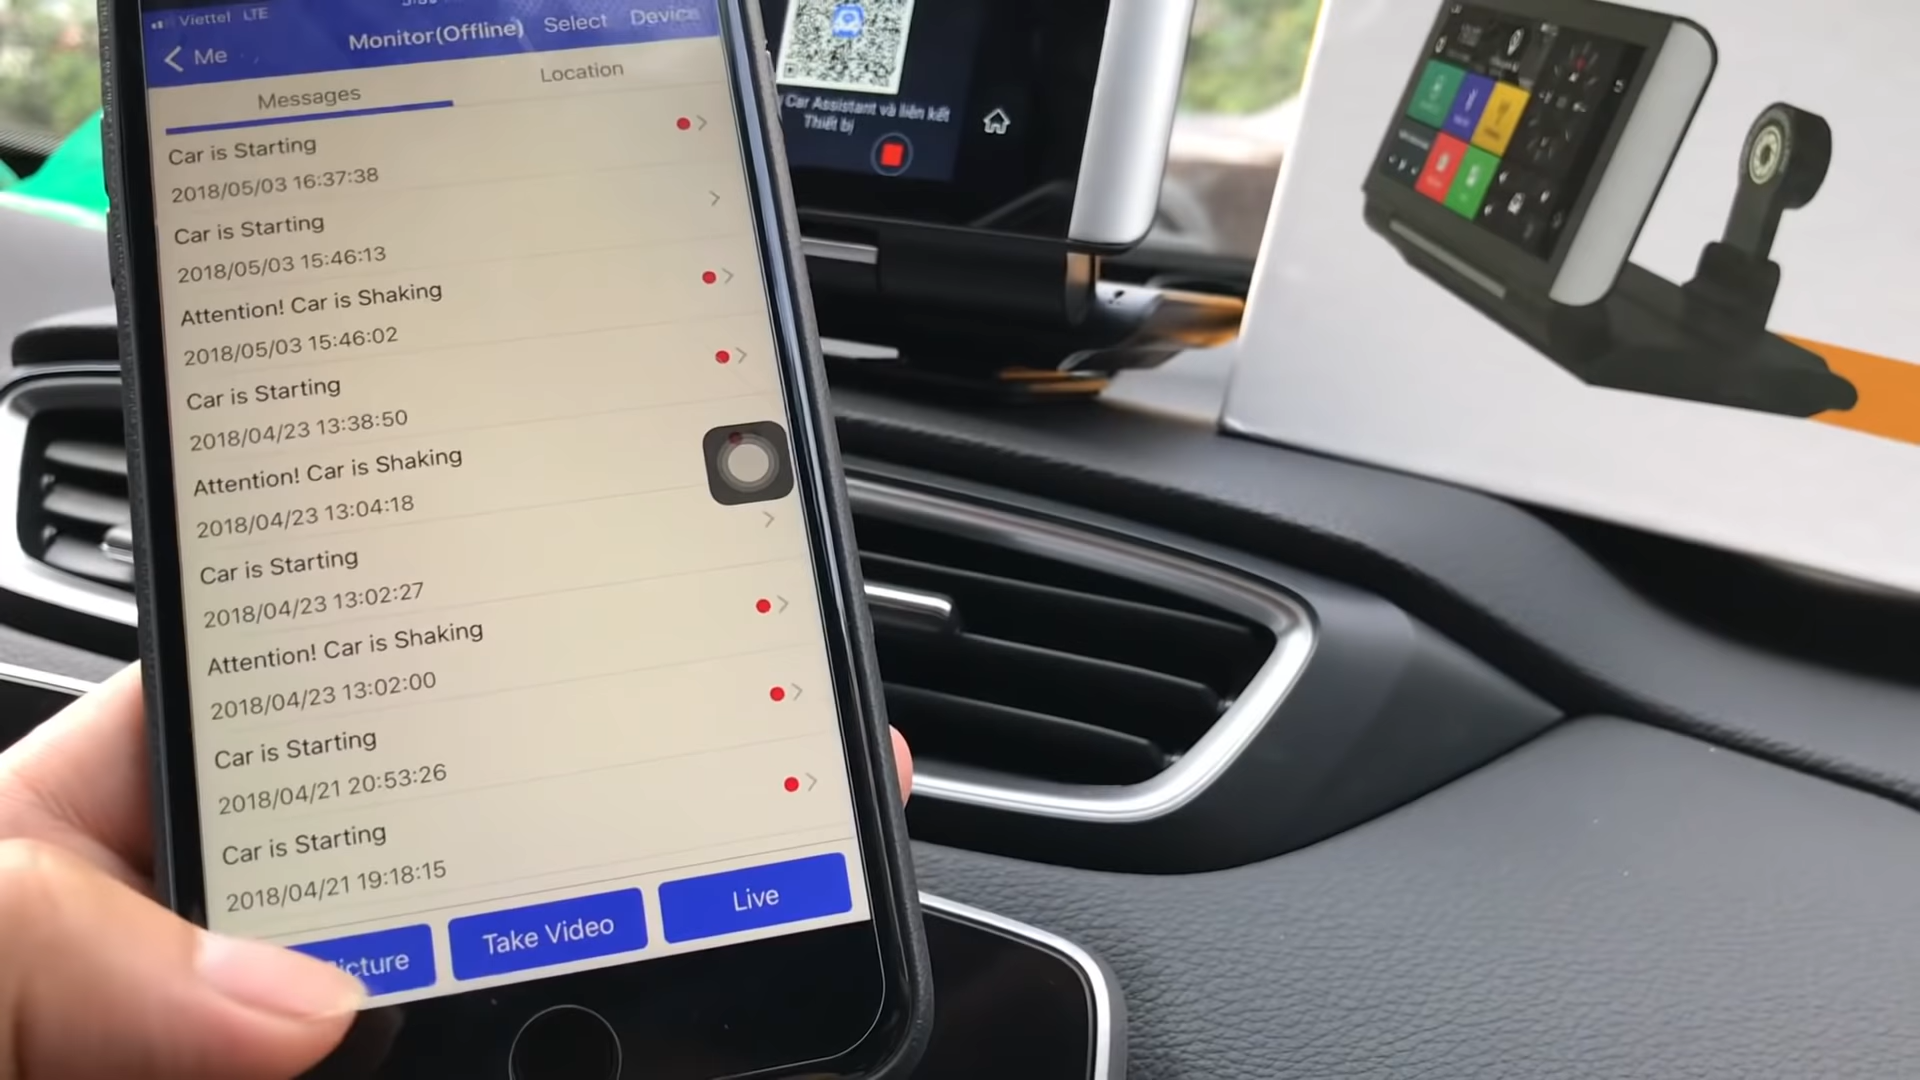 Viettel LTE
Me
Monitor(Offline)
Select
Device
Messages
Location
Car is Starting
2018/05/03 16:37:38
Car is Starting
2018/05/03 15:46:13
Attention! Car is Shaking
2018/05/03 15:46:02
Car is Starting
2018/04/23 13:38:50
Attention! Car is Shaking
2018/04/23 13:04:18
Car is Starting
2018/04/23 13:02:27
Attention! Car is Shaking
2018/04/23 13:02:00
Car is Starting
2018/04/21 20:53:26
Car is Starting
2018/04/21 19:18:15
icture
Take Video
Live
Car Assistant và liên kết
Thiết bị